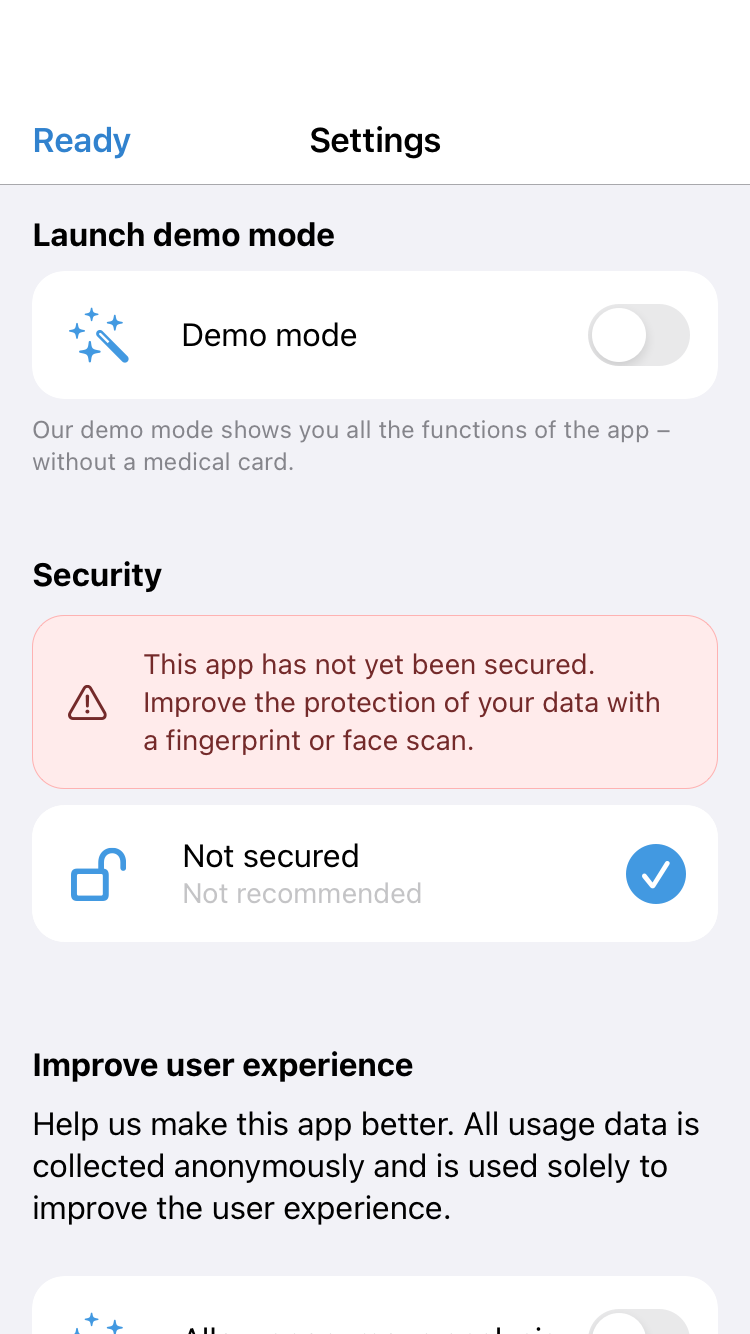 Ready
Settings
Launch demo mode
Demo mode
Our demo mode shows you all the functions of the app –
without a medical card.
Security
This app has not yet been secured.
Improve the protection of your data with
a fingerprint or face scan.
Not secured
Not recommended
Improve user experience
Help us make this app better. All usage data is
collected anonymously and is used solely to
improve the user experience.